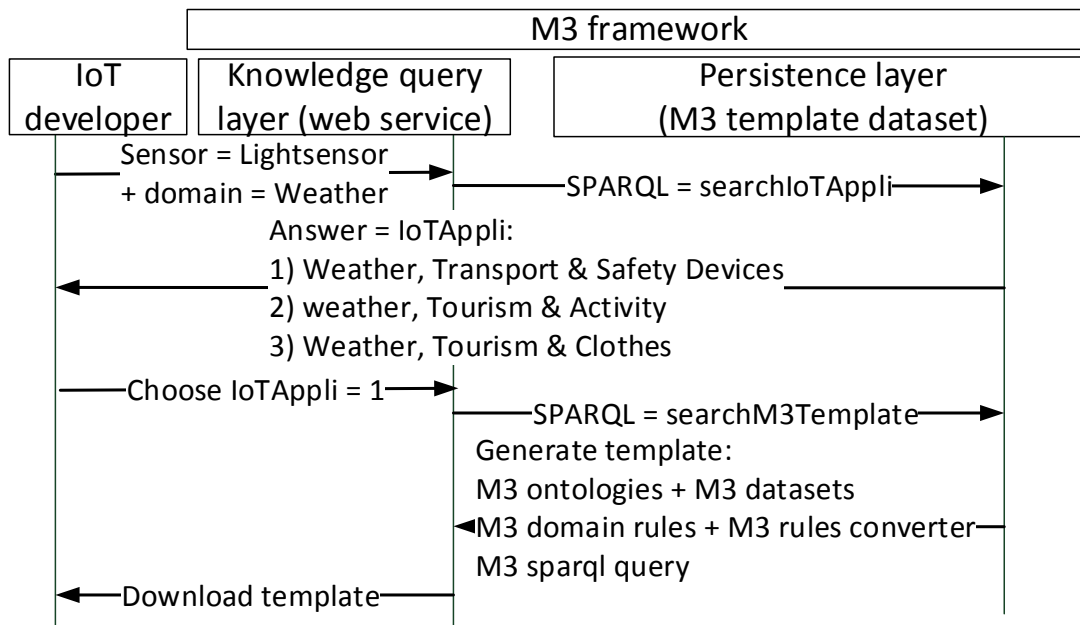 M3 framework
IoT
developer
Knowledge query
layer (web service)
Persistence layer
(M3 template dataset)
Sensor = Lightsensor
+ domain = Weather
SPARQL = searchIoTAppli
Answer = IoTAppli:
1) Weather, Transport & Safety Devices
2) weather, Tourism & Activity
3) Weather, Tourism & Clothes
Choose IoTAppli = 1
SPARQL = searchM3Template
Generate template:
M3 ontologies + M3 datasets
M3 domain rules + M3 rules converter
M3 sparql query
Download template